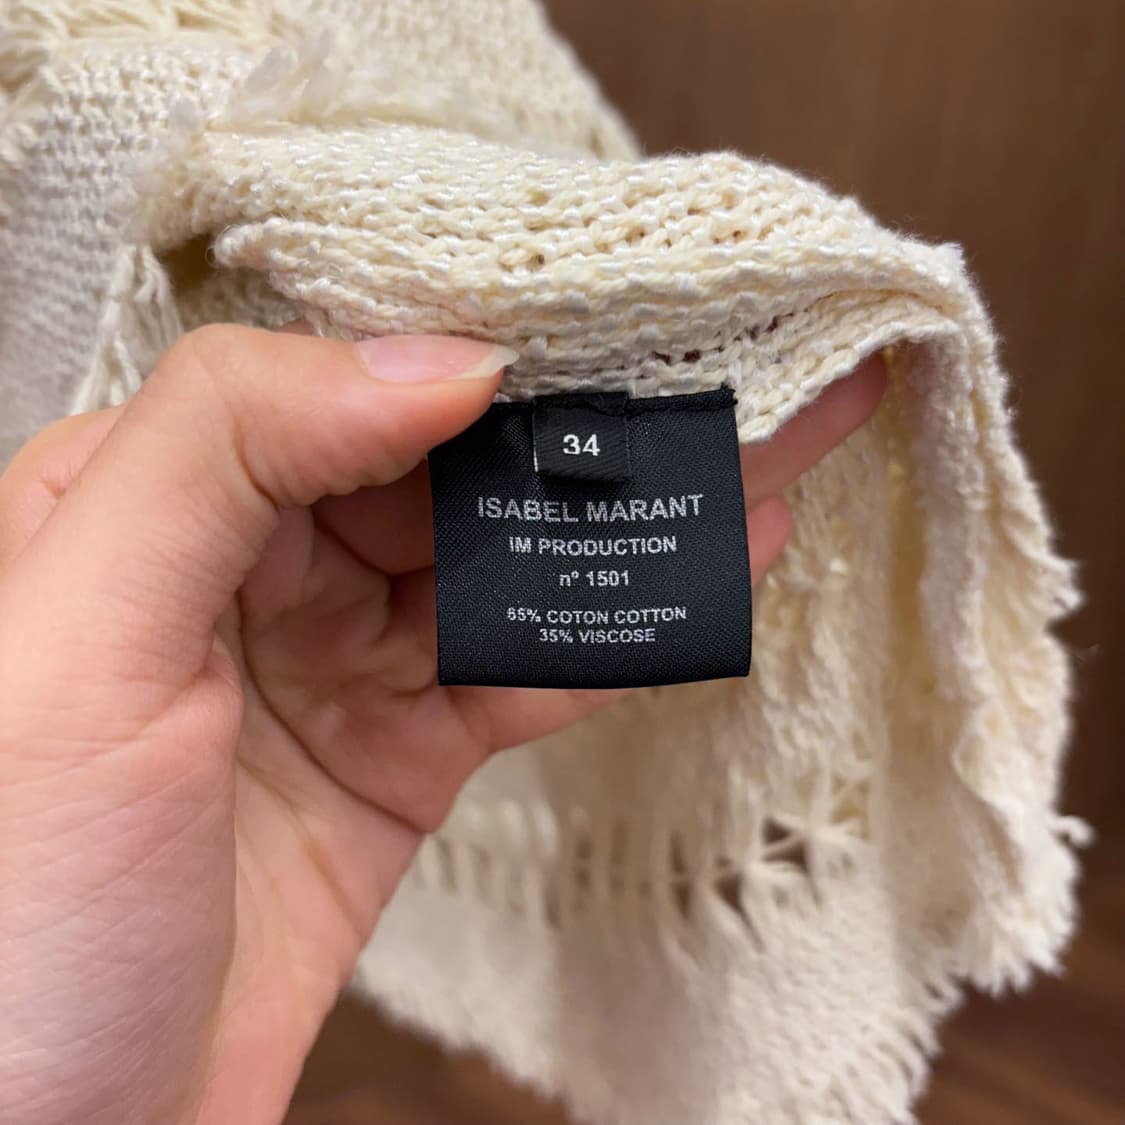 34
ISABEL MARANT
IM PRODUCTION
n° 1501
65% COTON COTTON
35% VISCOSE